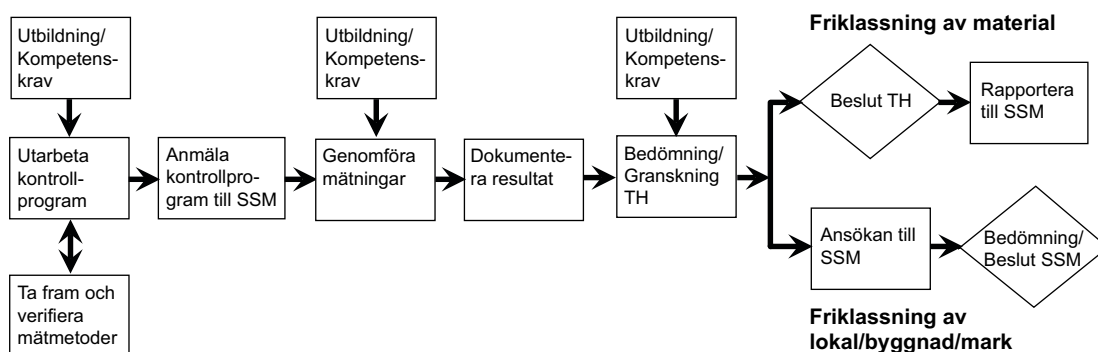 Utbildning/
Kompetens-
krav
Utbildning/
Kompetens-
krav
Utbildning/
Kompetens-
krav
Friklassning av material
Beslut TH
Rapportera
till SSM
Utarbeta
kontroll-
program
Anmäla
kontrollpro-
gram till SSM
Genomföra
mätningar
Dokumente-
ra resultat
Bedömning/
Granskning
TH
Ansökan till
SSM
Bedömning/
Beslut SSM
Ta fram och
verifiera
mätmetoder
Friklassning av
lokal/byggnad/mark